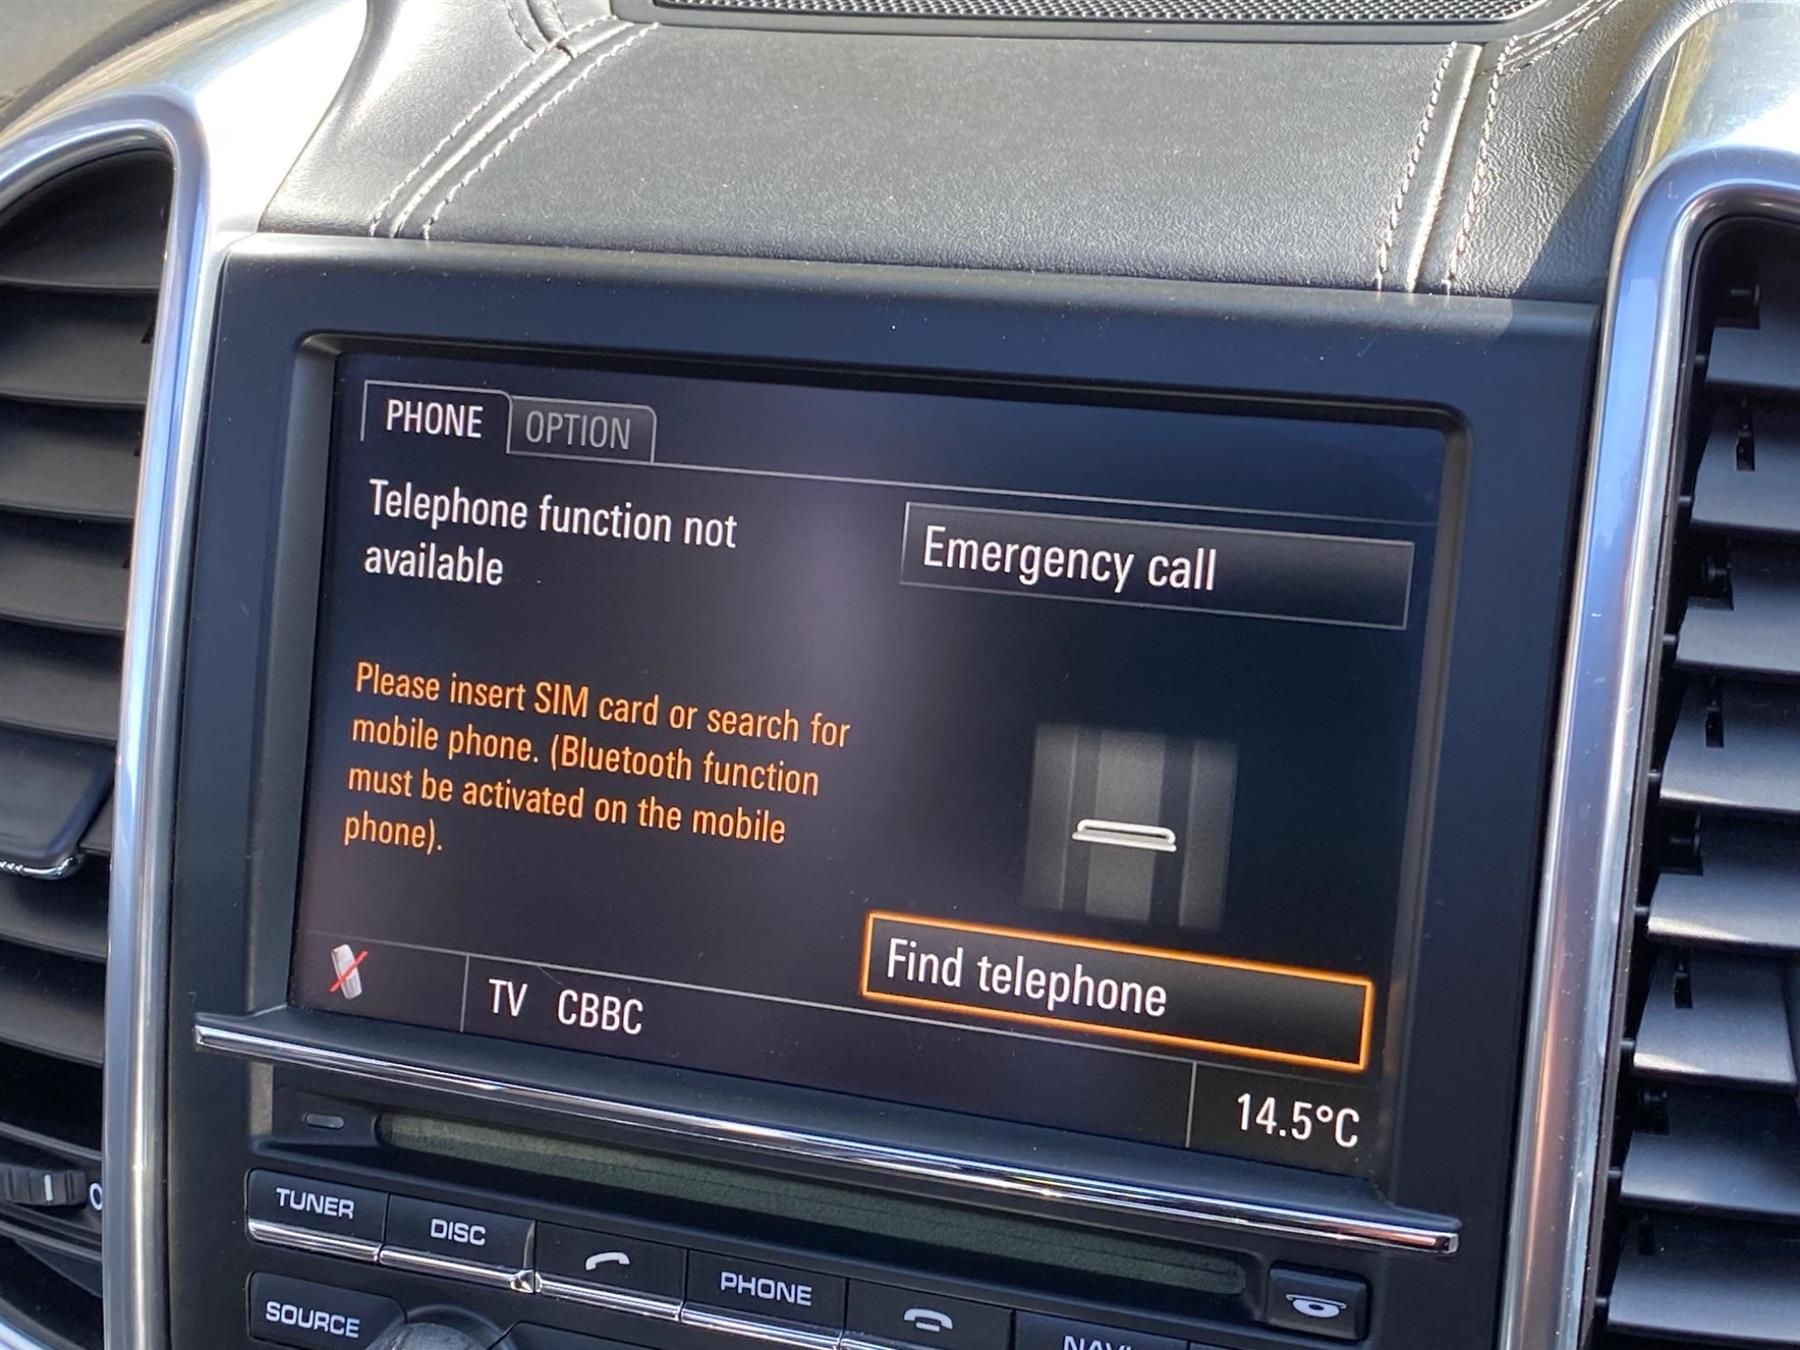 PHONE OPTION
Telephone function not
available
Emergency call
Please insert SIM card or search for
mobile phone. (Bluetooth function
must be activated on the mobile
phone).
Find telephone
TV CBBC
14.5°C
TUNER DISC PHONE
SOURCE